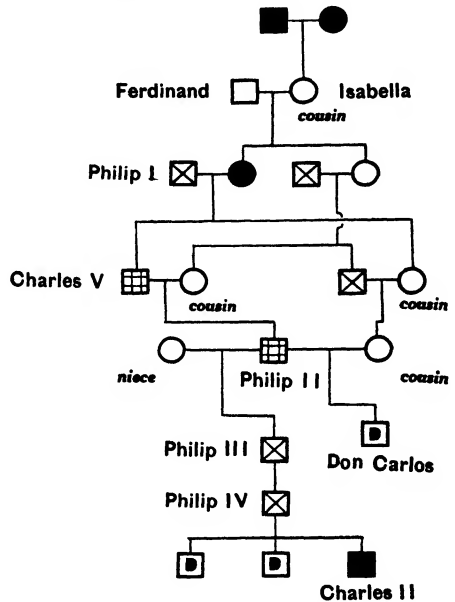 Ferdinand
Isabella
cousin
Philip I
Charles V
cousin
cousin
niece
Philip II
cousin
D
Don Carlos
Philip III
Philip IV
D
D
Charles II